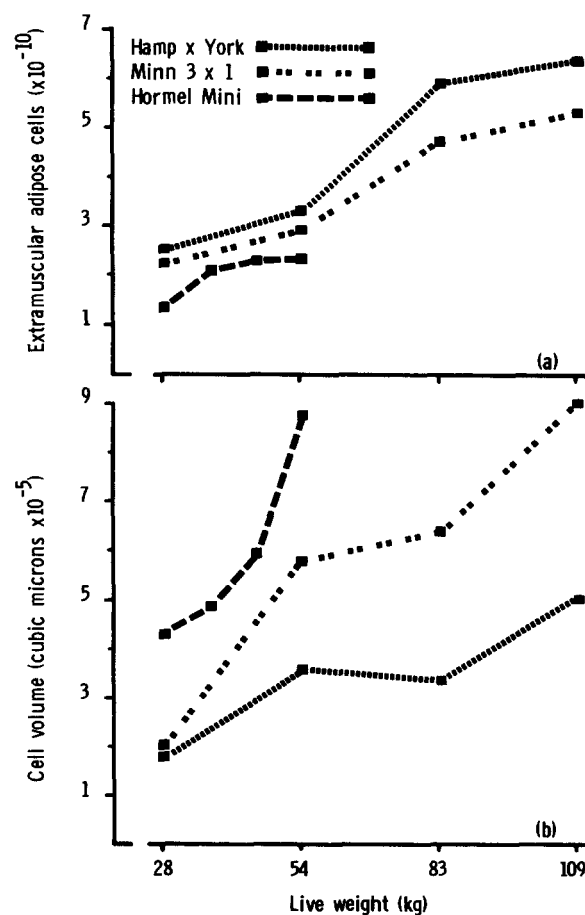 Extramuscular adipose cells (x10⁻¹⁰)
7
5
3
1
Hamp x York
Minn 3 x 1
Hormel Mini
(a)
Cell volume (cubic microns x10⁻⁵)
9
7
5
3
1
(b)
28 54 83 109
Live weight (kg)